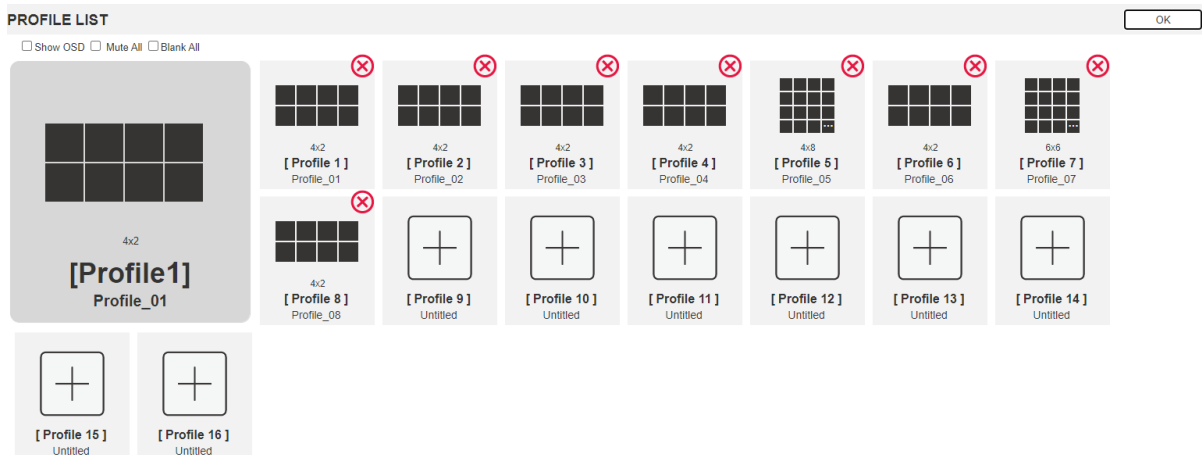 PROFILE LIST
OK
Show OSD Mute All Blank All
4x2
[Profile1]
Profile_01
4x2
[ Profile 1 ]
Profile_01
4x2
[ Profile 2 ]
Profile_02
4x2
[ Profile 3 ]
Profile_03
4x2
[ Profile 4 ]
Profile_04
4x8
[ Profile 5 ]
Profile_05
4x2
[ Profile 6 ]
Profile_06
6x6
[ Profile 7 ]
Profile_07
4x2
[ Profile 8 ]
Profile_08
[ Profile 9 ]
Untitled
[ Profile 10 ]
Untitled
[ Profile 11 ]
Untitled
[ Profile 12 ]
Untitled
[ Profile 13 ]
Untitled
[ Profile 14 ]
Untitled
[ Profile 15 ]
Untitled
[ Profile 16 ]
Untitled